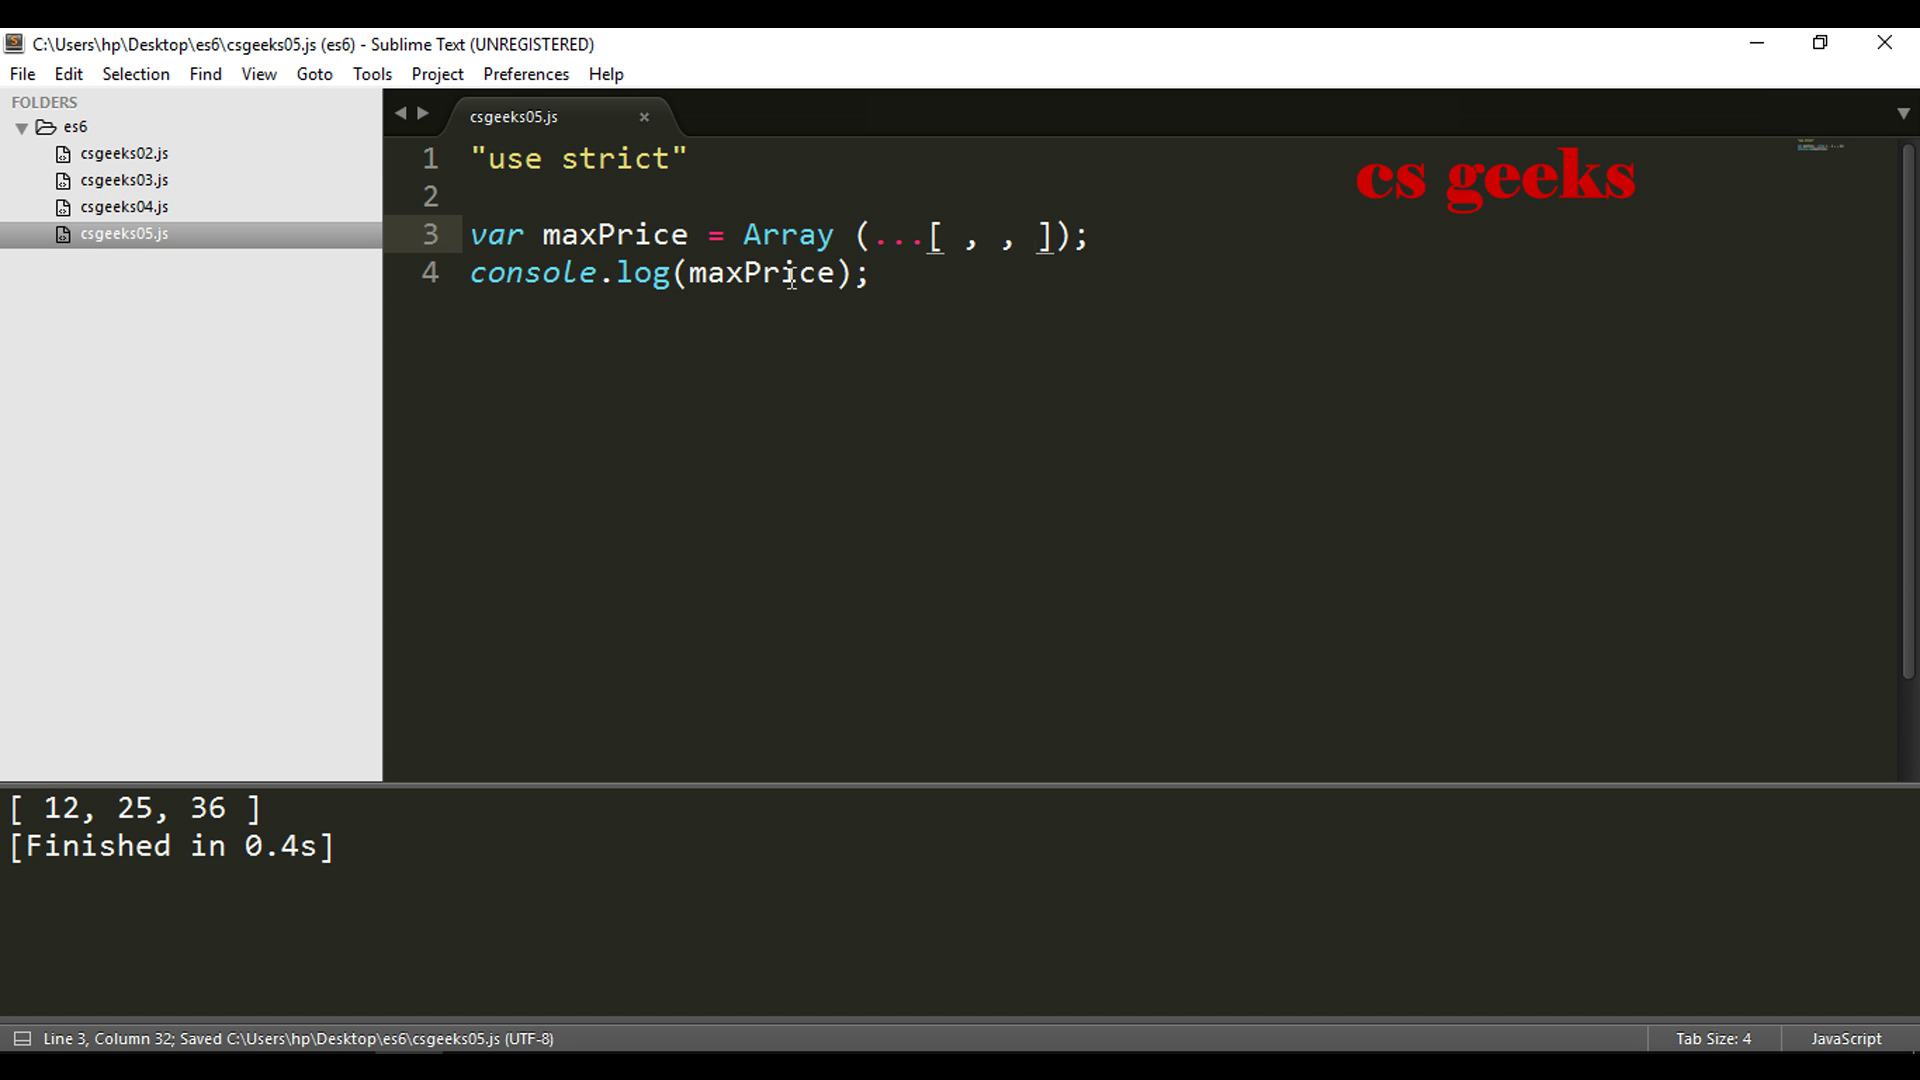 C:\Users\hp\Desktop\es6\csgeeks05.js (es6) - Sublime Text (UNREGISTERED)
File Edit Selection Find View Goto Tools Project Preferences Help
FOLDERS
es6
csgeeks02.js
csgeeks03.js
csgeeks04.js
csgeeks05.js
csgeeks05.js
cs geeks
1 "use strict"
2
3 var maxPrice = Array (...[ , , ]);
4 console.log(maxPrice);
[ 12, 25, 36 ]
[Finished in 0.4s]
Line 3, Column 32; Saved C:\Users\hp\Desktop\es6\csgeeks05.js (UTF-8)
Tab Size: 4
JavaScript